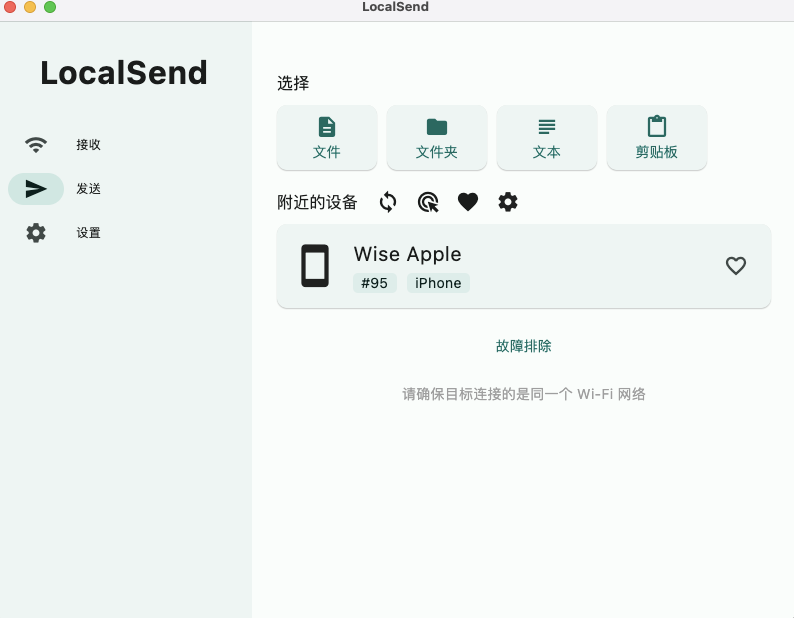 LocalSend
LocalSend
接收
发送
设置
选择
文件
文件夹
文本
剪贴板
附近的设备
Wise Apple
#95
iPhone
故障排除
请确保目标连接的是同一个 Wi-Fi 网络